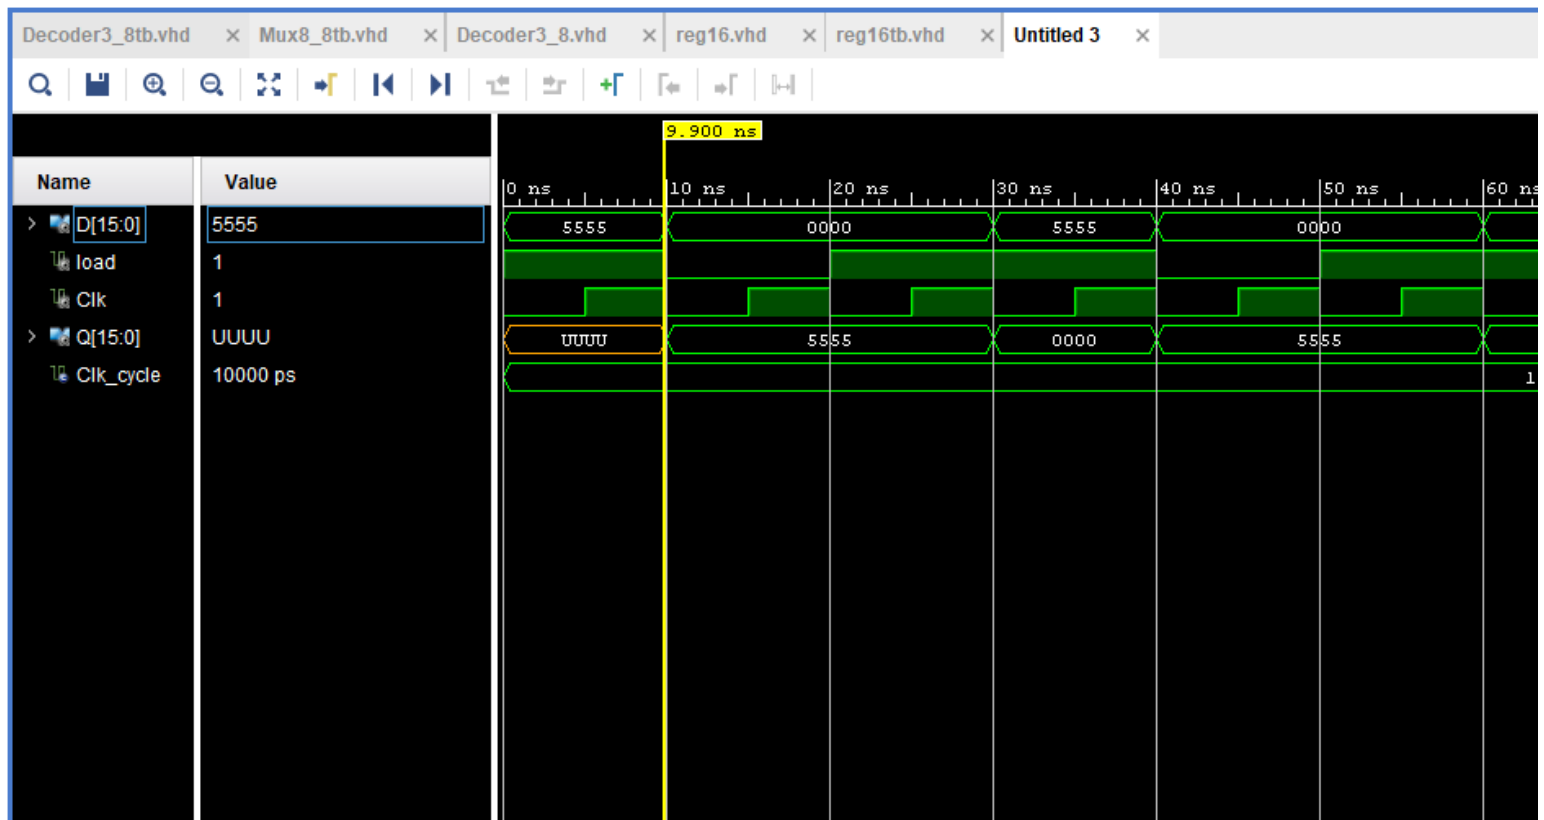 Decoder3_8tb.vhd × Mux8_8tb.vhd × Decoder3_8.vhd × reg16.vhd × reg16tb.vhd × Untitled 3 ×
9.900 ns
Name Value
0 ns 10 ns 20 ns 30 ns 40 ns 50 ns 60 ns
D[15:0] 5555 5555 0000 5555 0000
load 1
Clk 1
Q[15:0] UUUU UUUU 5555 0000 5555
Clk_cycle 10000 ps 1